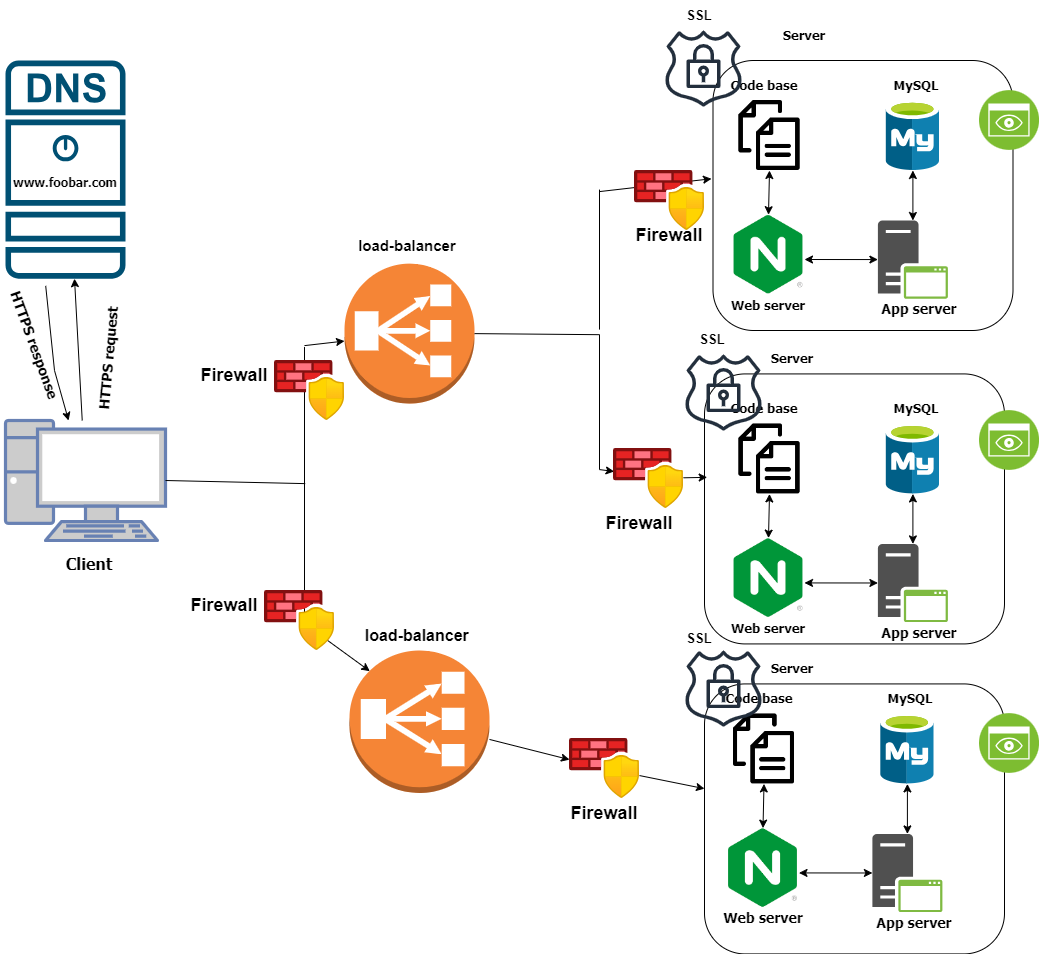 SSL
Server
DNS
www.foobar.com
HTTPS response
HTTPS request
Code base
MySQL
My
Firewall
N
Web server
App server
load-balancer
Firewall
SSL
Server
Code base
MySQL
My
Firewall
N
Web server
App server
Client
Firewall
load-balancer
SSL
Server
Code base
MySQL
My
Firewall
N
Web server
App server